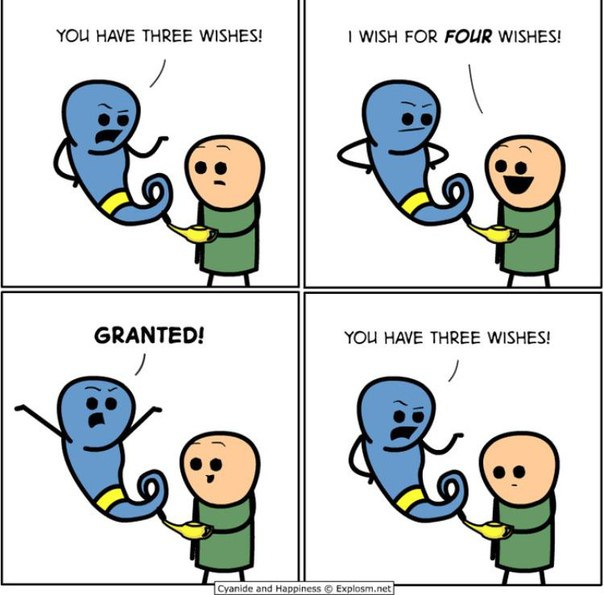 YOU HAVE THREE WISHES!
I WISH FOR FOUR WISHES!
GRANTED!
YOU HAVE THREE WISHES!
Cyanide and Happiness © Explosm.net